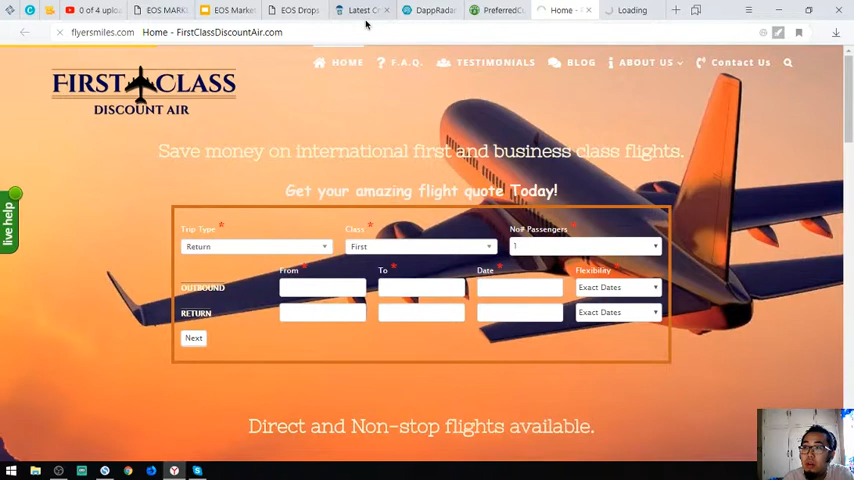 0 of 4 uploa
EOS MARK
EOS Market
EOS Drops
Latest Cr
DappRadar
PreferredCu
Home - Fi
Loading
flyersmiles.com
Home - FirstClassDiscountAir.com
HOME
F.A.Q.
TESTIMONIALS
BLOG
ABOUT US
Contact Us
FIRST CLASS
DISCOUNT AIR
Save money on international first and business class flights.
Get your amazing flight quote Today!
live help
Trip Type *
Class *
No# Passengers *
Return
First
1
From *
To *
Date *
Flexibility *
OUTBOUND
Exact Dates
RETURN
Exact Dates
Next
Direct and Non-stop flights available.